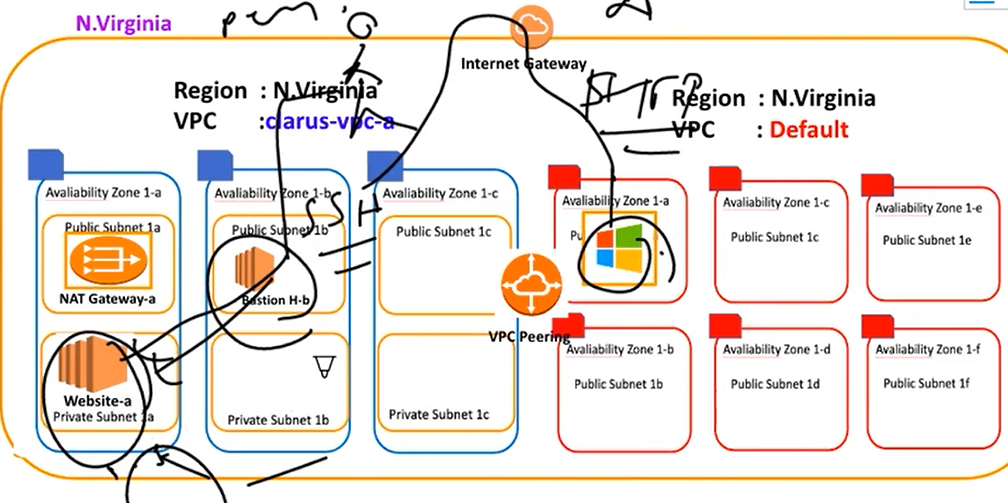 N.Virginia
Internet Gateway
Region : N.Virginia
VPC :clarus-vpc-a
Region : N.Virginia
VPC : Default
Avaliability Zone 1-a
Avaliability Zone 1-b
Avaliability Zone 1-c
Public Subnet 1a
Public Subnet 1b
Public Subnet 1c
SSH
NAT Gateway-a
Bastion H-b
Website-a
Private Subnet 1a
Private Subnet 1b
Private Subnet 1c
VPC Peering
Avaliability Zone 1-a
Avaliability Zone 1-c
Public Subnet 1c
Avaliability Zone 1-e
Public Subnet 1e
Avaliability Zone 1-b
Public Subnet 1b
Avaliability Zone 1-d
Public Subnet 1d
Avaliability Zone 1-f
Public Subnet 1f